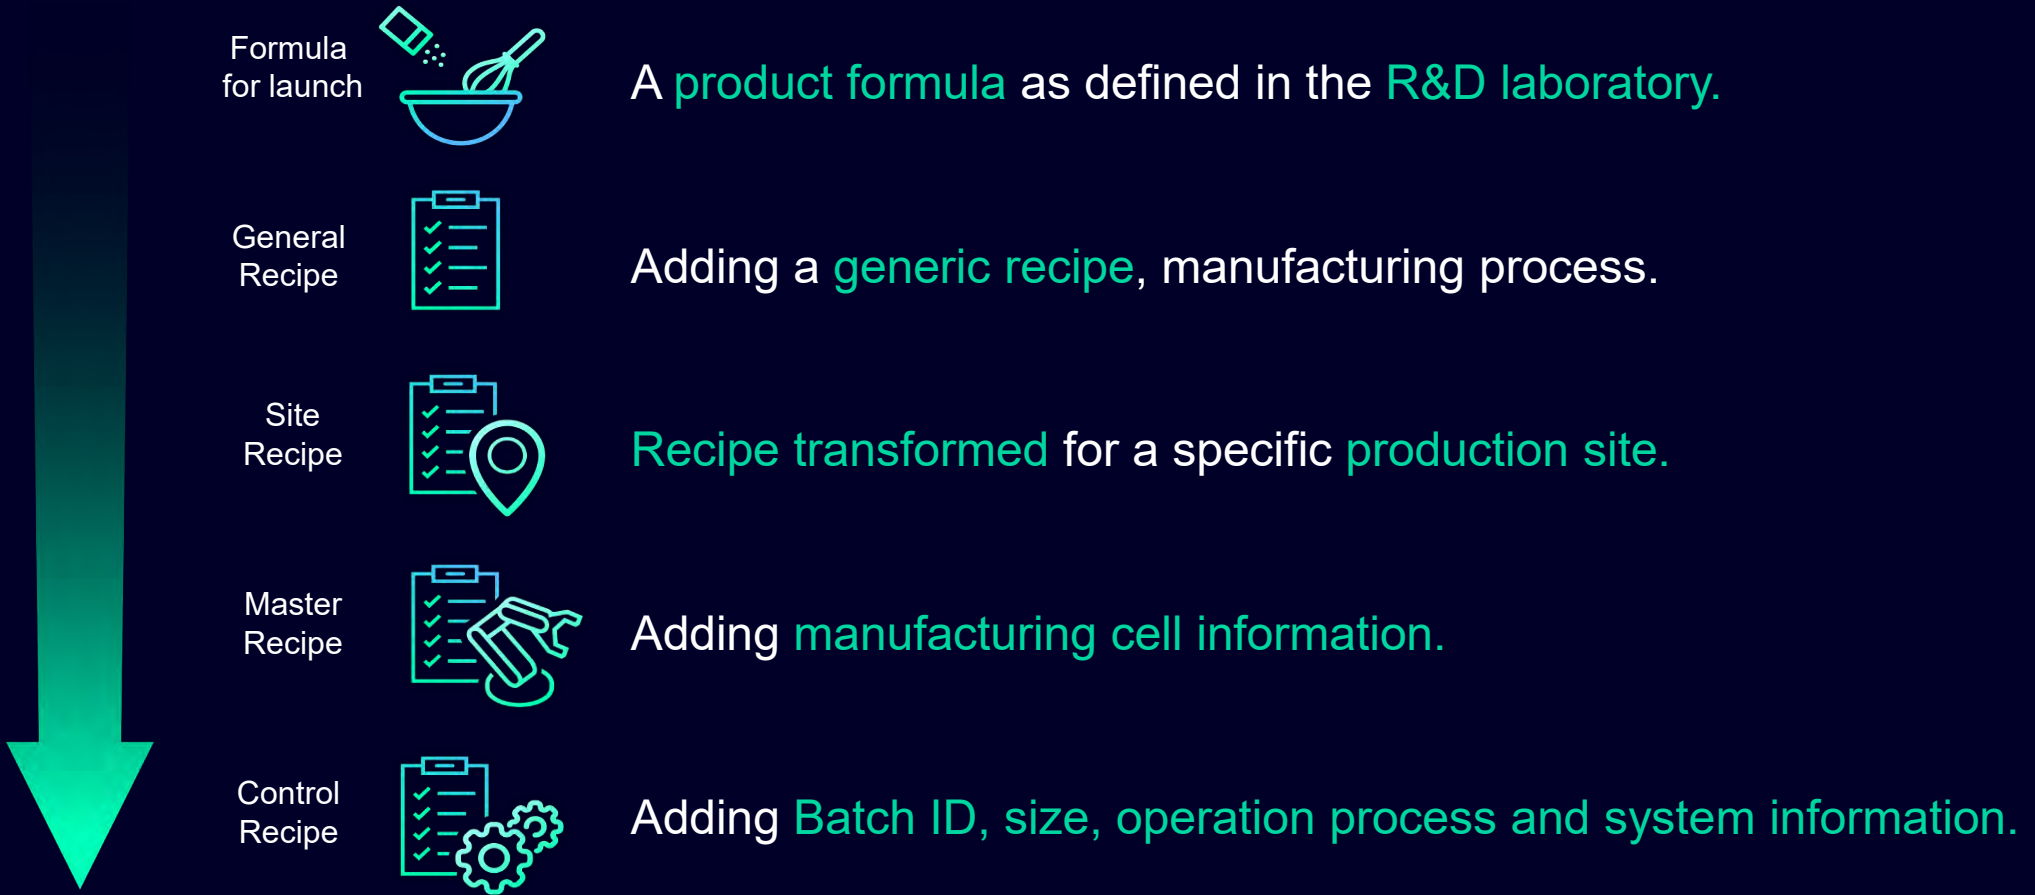 Formula
for launch
A product formula as defined in the R&D laboratory.
General
Recipe
Adding a generic recipe, manufacturing process.
Site
Recipe
Recipe transformed for a specific production site.
Master
Recipe
Adding manufacturing cell information.
Control
Recipe
Adding Batch ID, size, operation process and system information.